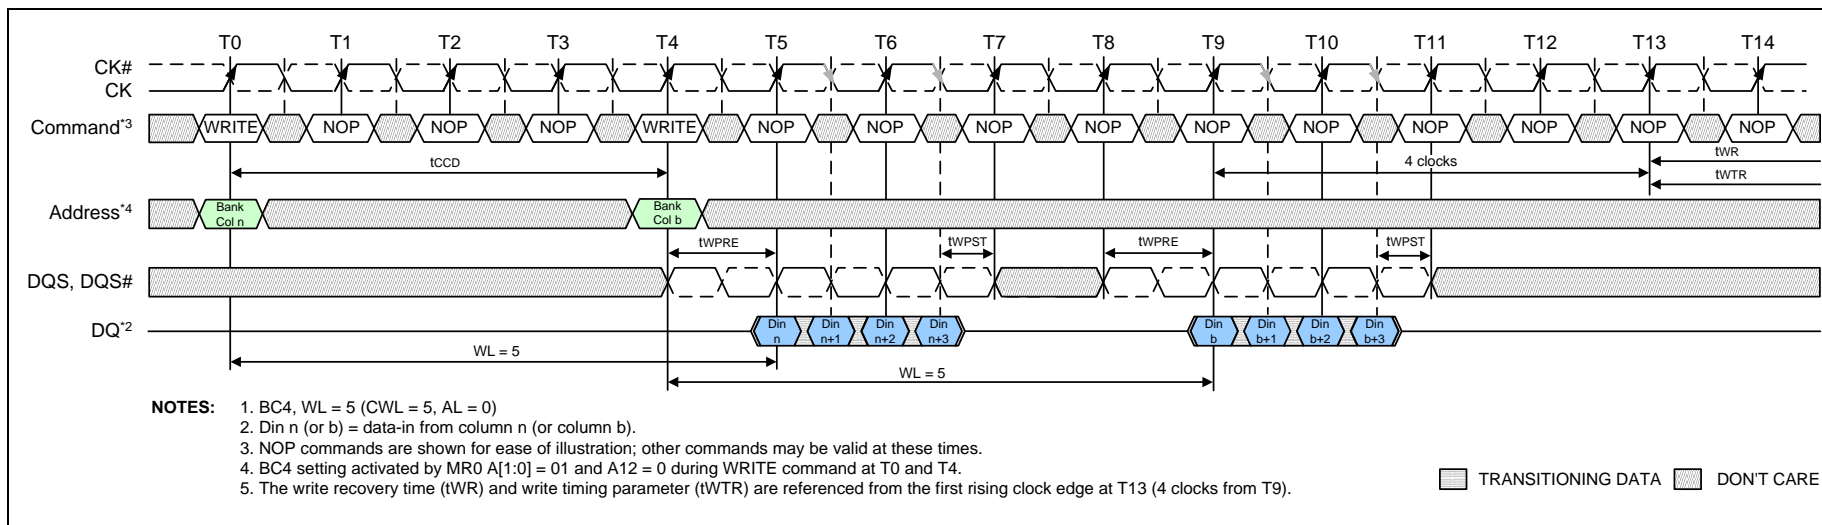 T0 T1 T2 T3 T4 T5 T6 T7 T8 T9 T10 T11 T12 T13 T14
CK#
CK
Command*3 WRITE NOP NOP NOP WRITE NOP NOP NOP NOP NOP NOP NOP NOP NOP NOP
tCCD 4 clocks tWR
tWTR
Address*4 Bank Col n Bank Col b
tWPRE tWPST tWPRE tWPST
DQS, DQS#
DQ*2 Din n Din n+1 Din n+2 Din n+3 Din b Din b+1 Din b+2 Din b+3
WL = 5
WL = 5
NOTES: 1. BC4, WL = 5 (CWL = 5, AL = 0)
2. Din n (or b) = data-in from column n (or column b).
3. NOP commands are shown for ease of illustration; other commands may be valid at these times.
4. BC4 setting activated by MR0 A[1:0] = 01 and A12 = 0 during WRITE command at T0 and T4.
5. The write recovery time (tWR) and write timing parameter (tWTR) are referenced from the first rising clock edge at T13 (4 clocks from T9).
TRANSITIONING DATA DON'T CARE